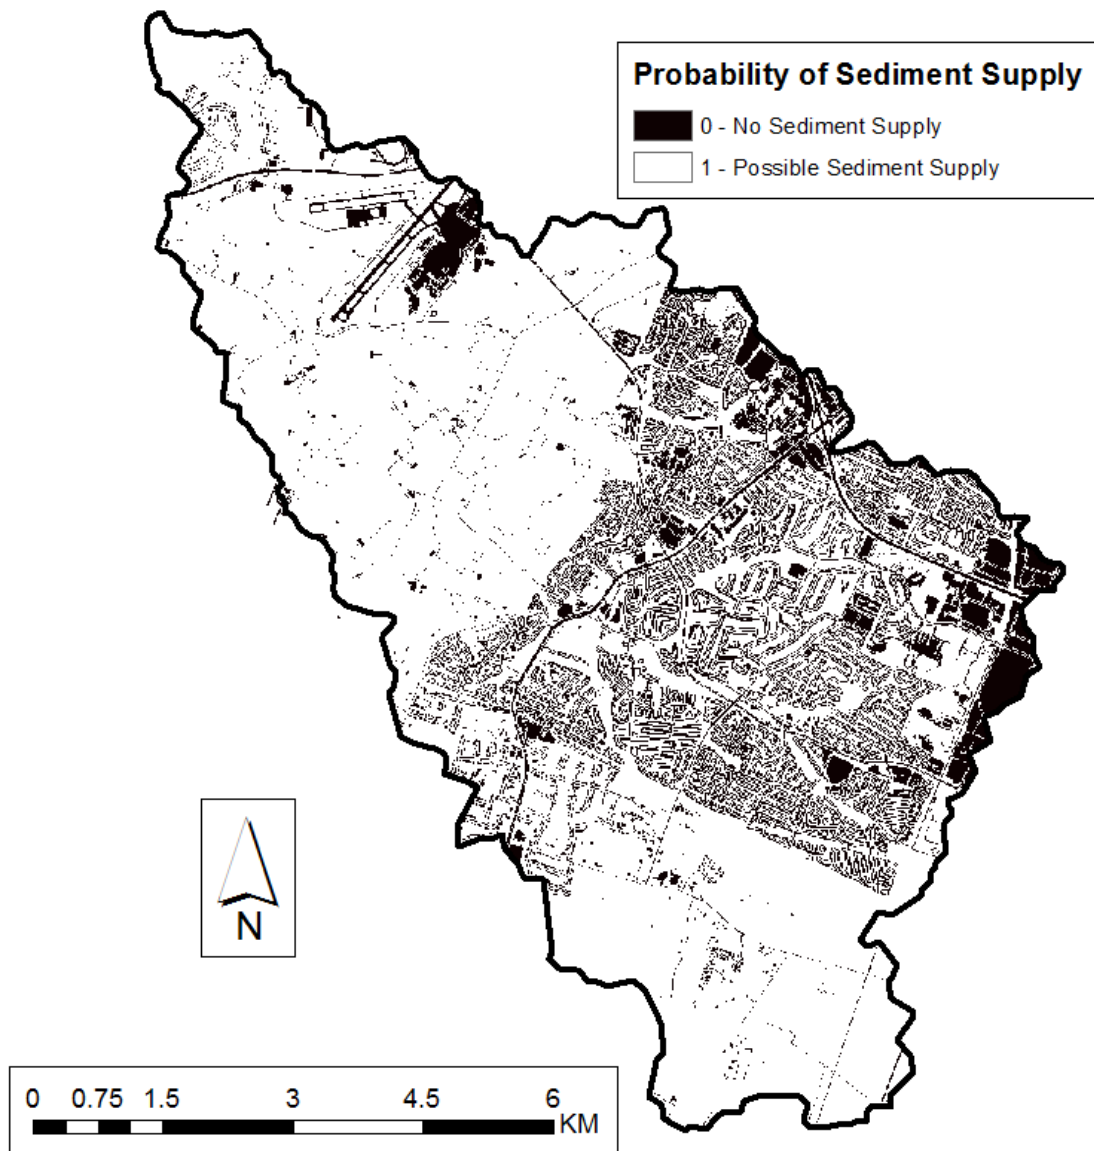 Probability of Sediment Supply
0 - No Sediment Supply
1 - Possible Sediment Supply
N
0 0.75 1.5 3 4.5 6
KM